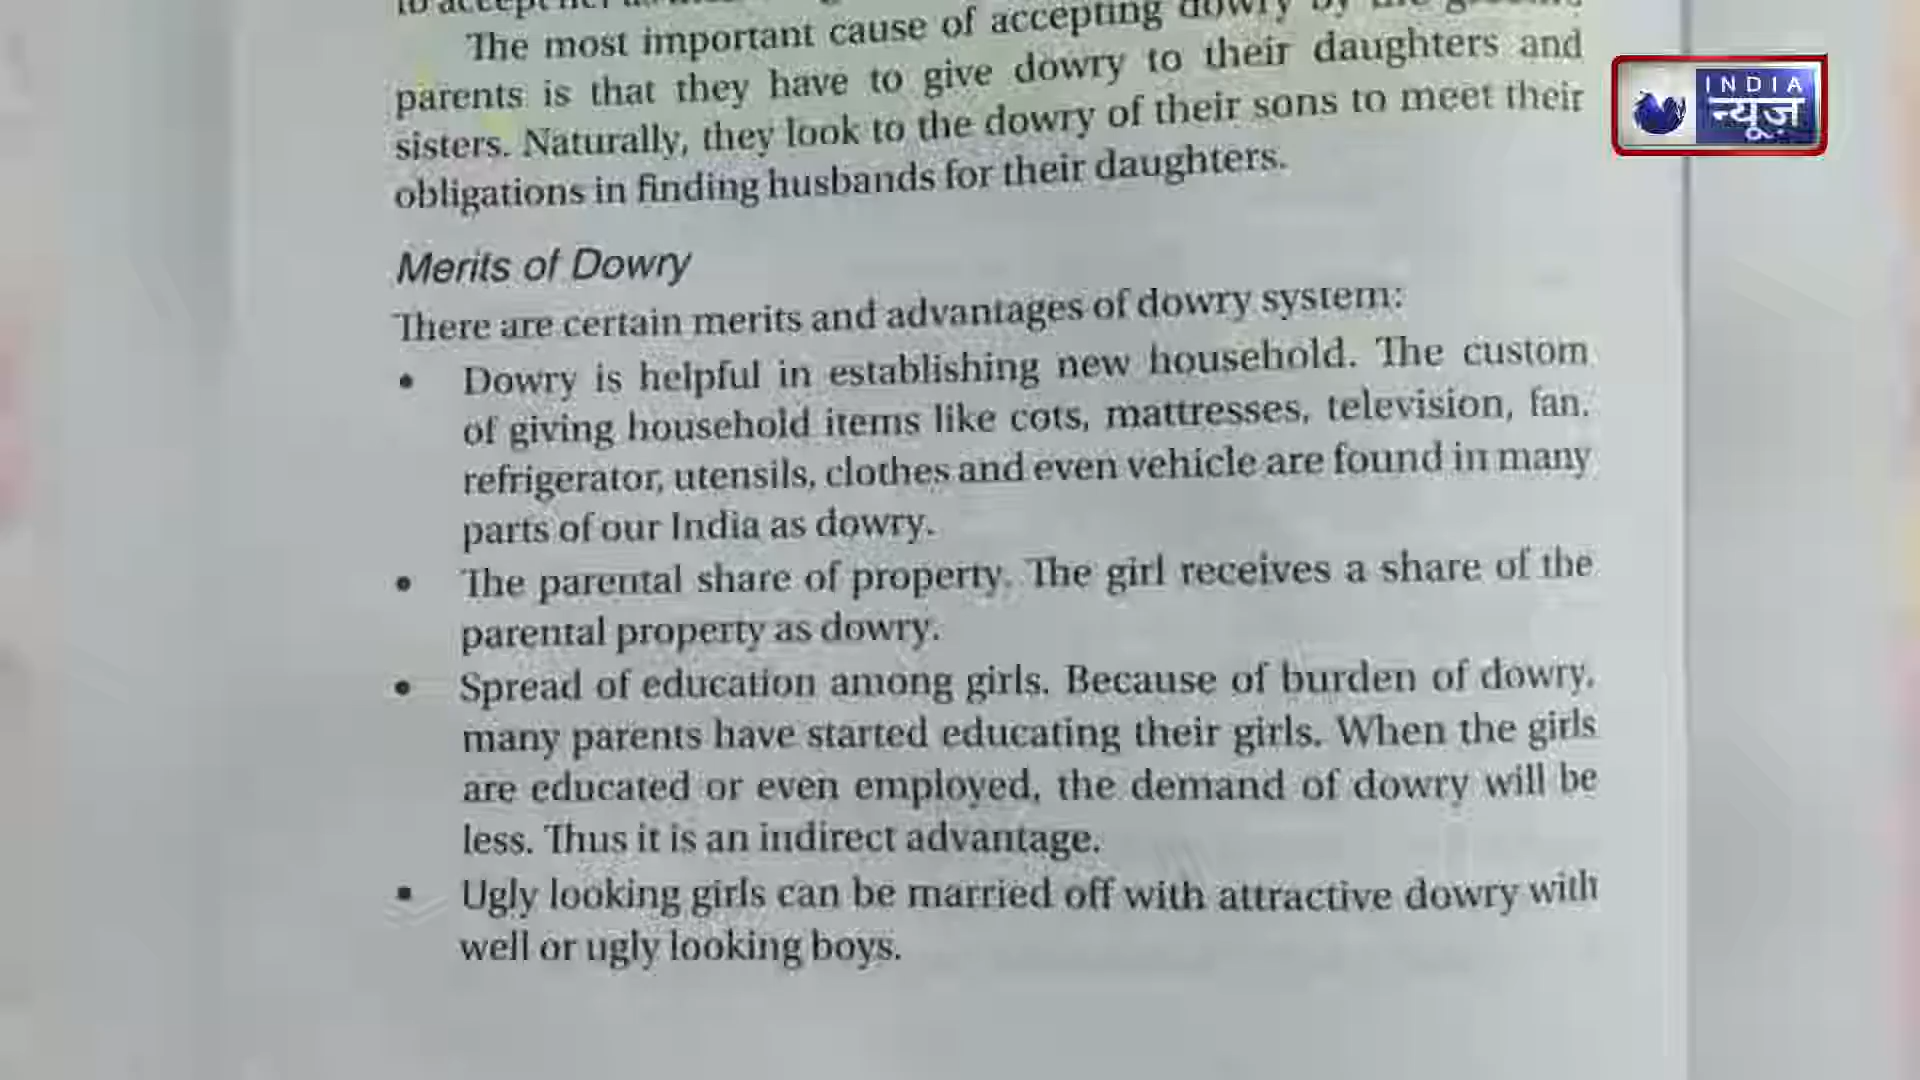 to accept her as
The most important cause of accepting dowry by the groom's
parents is that they have to give dowry to their daughters and
sisters. Naturally, they look to the dowry of their sons to meet their
obligations in finding husbands for their daughters.
INDIA
न्यूज़
Merits of Dowry
There are certain merits and advantages of dowry system:
• Dowry is helpful in establishing new household. The custom
of giving household items like cots, mattresses, television, fan,
refrigerator, utensils, clothes and even vehicle are found in many
parts of our India as dowry.
• The parental share of property. The girl receives a share of the
parental property as dowry.
• Spread of education among girls. Because of burden of dowry,
many parents have started educating their girls. When the girls
are educated or even employed, the demand of dowry will be
less. Thus it is an indirect advantage.
• Ugly looking girls can be married off with attractive dowry with
well or ugly looking boys.